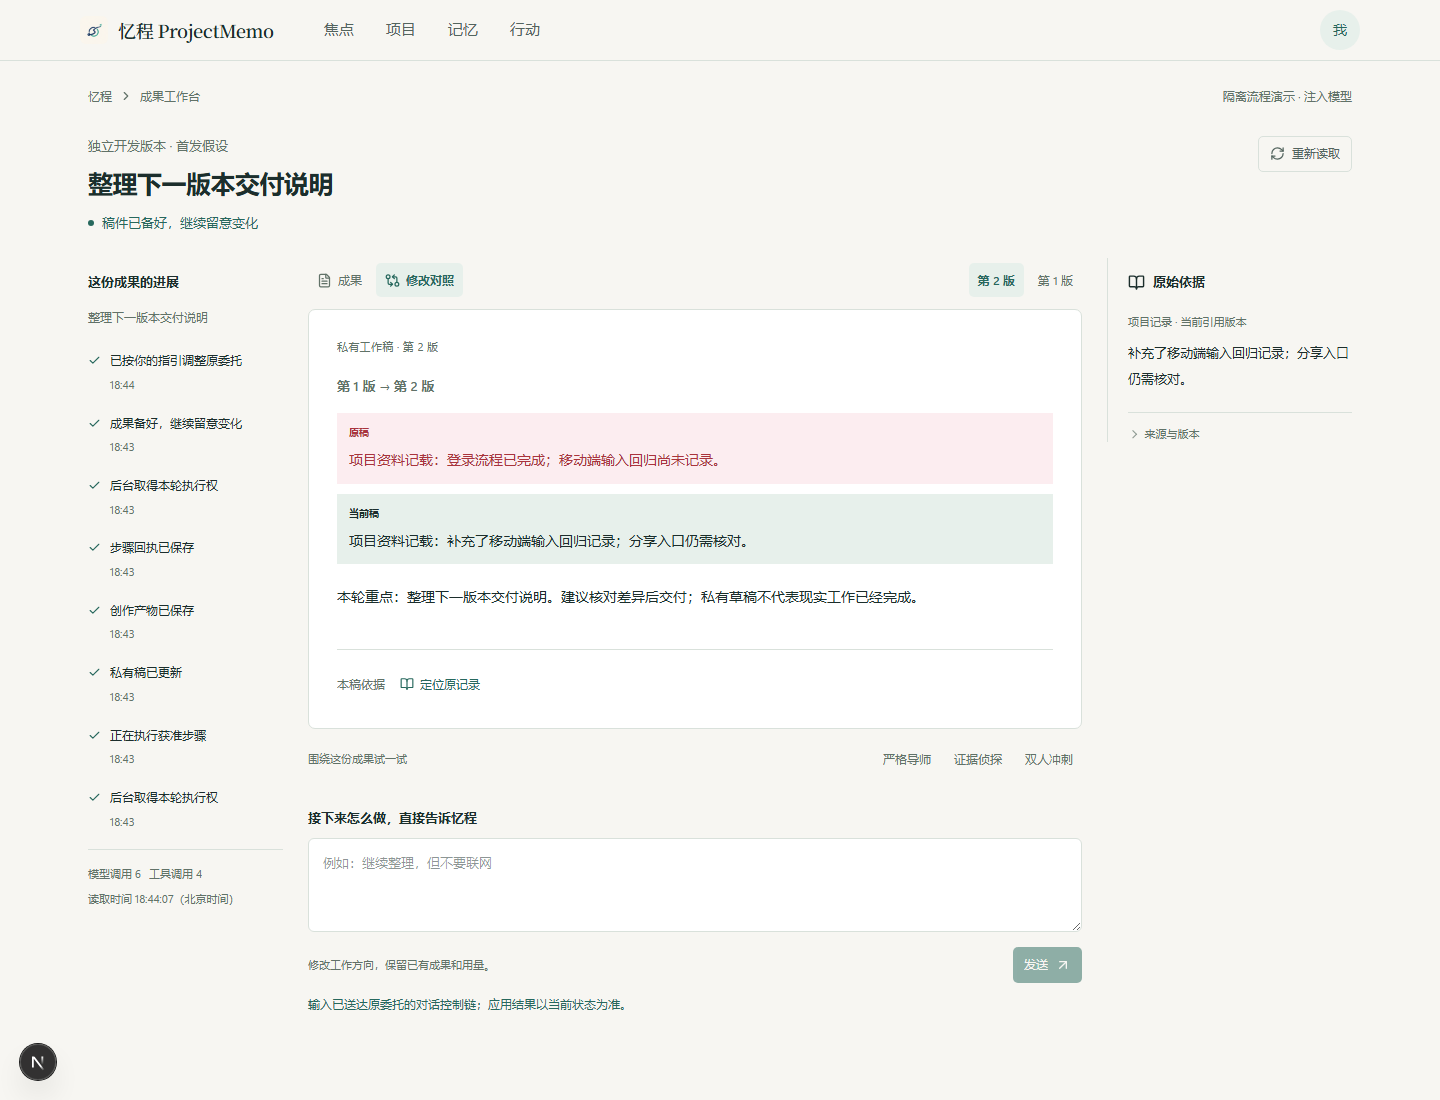 忆程 ProjectMemo
焦点
项目
记忆
行动
我
忆程
成果工作台
隔离流程演示 · 注入模型
独立开发版本 · 首发假设
重新读取
整理下一版本交付说明
稿件已备好，继续留意变化
这份成果的进展
整理下一版本交付说明
已按你的指引调整原委托
18:44
成果备好，继续留意变化
18:43
后台取得本轮执行权
18:43
步骤回执已保存
18:43
创作产物已保存
18:43
私有稿已更新
18:43
正在执行获准步骤
18:43
后台取得本轮执行权
18:43
模型调用 6 工具调用 4
读取时间 18:44:07（北京时间）
成果
修改对照
第 2 版
第 1 版
私有工作稿 · 第 2 版
第 1 版 → 第 2 版
原稿
项目资料记载：登录流程已完成；移动端输入回归尚未记录。
当前稿
项目资料记载：补充了移动端输入回归记录；分享入口仍需核对。
本轮重点：整理下一版本交付说明。建议核对差异后交付；私有草稿不代表现实工作已经完成。
本稿依据
定位原记录
围绕这份成果试一试
严格导师
证据侦探
双人冲刺
接下来怎么做，直接告诉忆程
例如：继续整理，但不要联网
修改工作方向，保留已有成果和用量。
发送
输入已送达原委托的对话控制链；应用结果以当前状态为准。
原始依据
项目记录 · 当前引用版本
补充了移动端输入回归记录；分享入口
仍需核对。
来源与版本
N